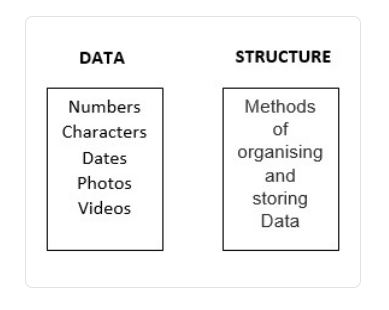 DATA
Numbers
Characters
Dates
Photos
Videos
STRUCTURE
Methods
of
organising
and
storing
Data